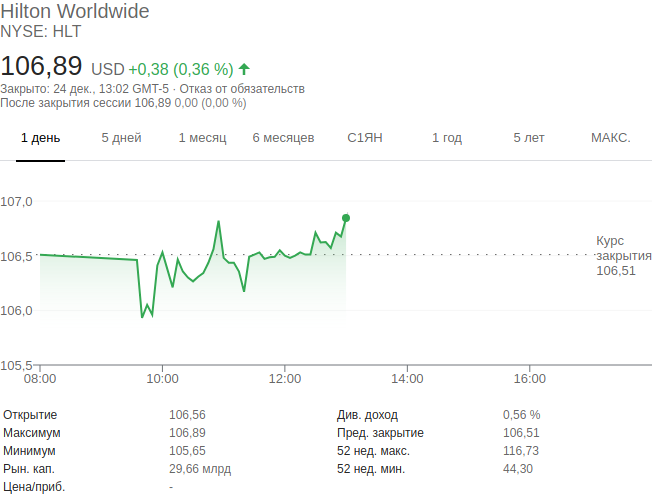 Hilton Worldwide
NYSE: HLT
106,89 USD +0,38 (0,36 %)
Закрыто: 24 дек., 13:02 GMT-5 · Отказ от обязательств
После закрытия сессии 106,89 0,00 (0,00 %)
1 день 5 дней 1 месяц 6 месяцев С1ЯН 1 год 5 лет МАКС.
107,0
106,5
106,0
105,5
Курс
закрытия
106,51
08:00 10:00 12:00 14:00 16:00
Открытие 106,56 Див. доход 0,56 %
Максимум 106,89 Пред. закрытие 106,51
Минимум 105,65 52 нед. макс. 116,73
Рын. кап. 29,66 млрд 52 нед. мин. 44,30
Цена/приб. -